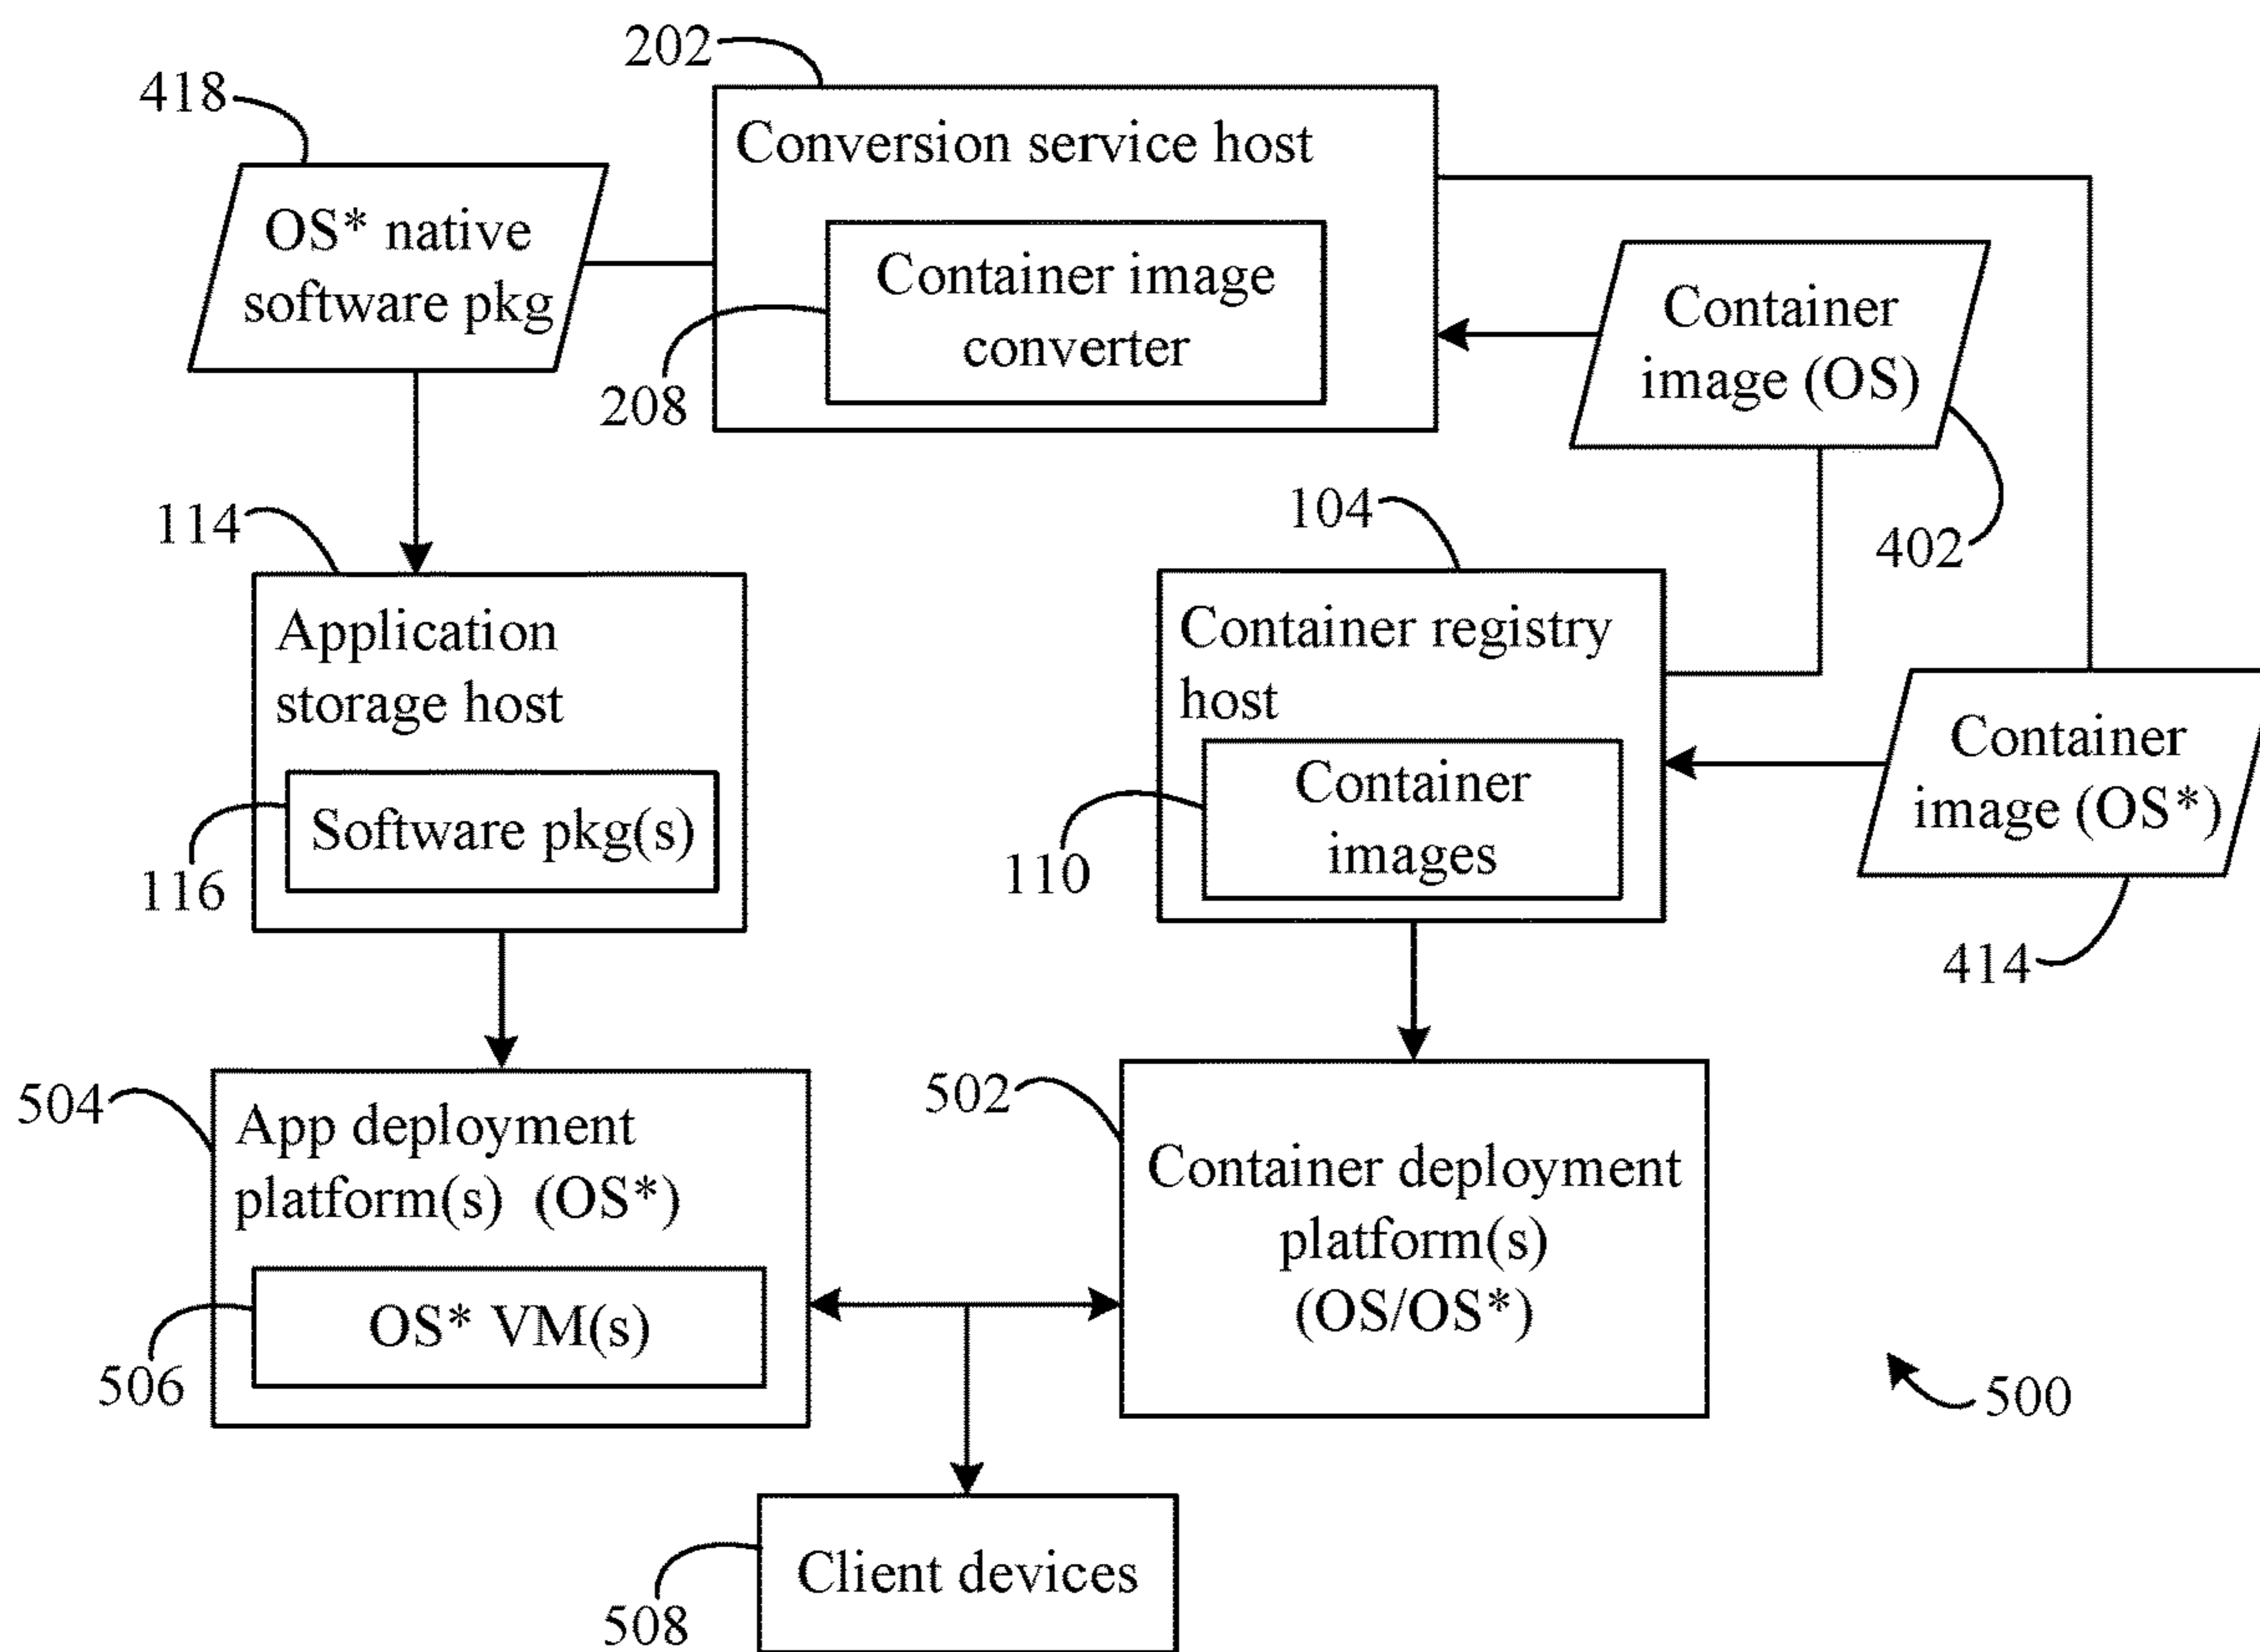 202
418
Conversion service host
OS* native
software pkg
Container image
converter
208
Container
image (OS)
402
114
104
Application
storage host
Container registry
host
Software pkg(s)
116
Container
images
110
Container
image (OS*)
414
504
App deployment
platform(s) (OS*)
502
Container deployment
platform(s)
(OS/OS*)
OS* VM(s)
506
500
Client devices
508